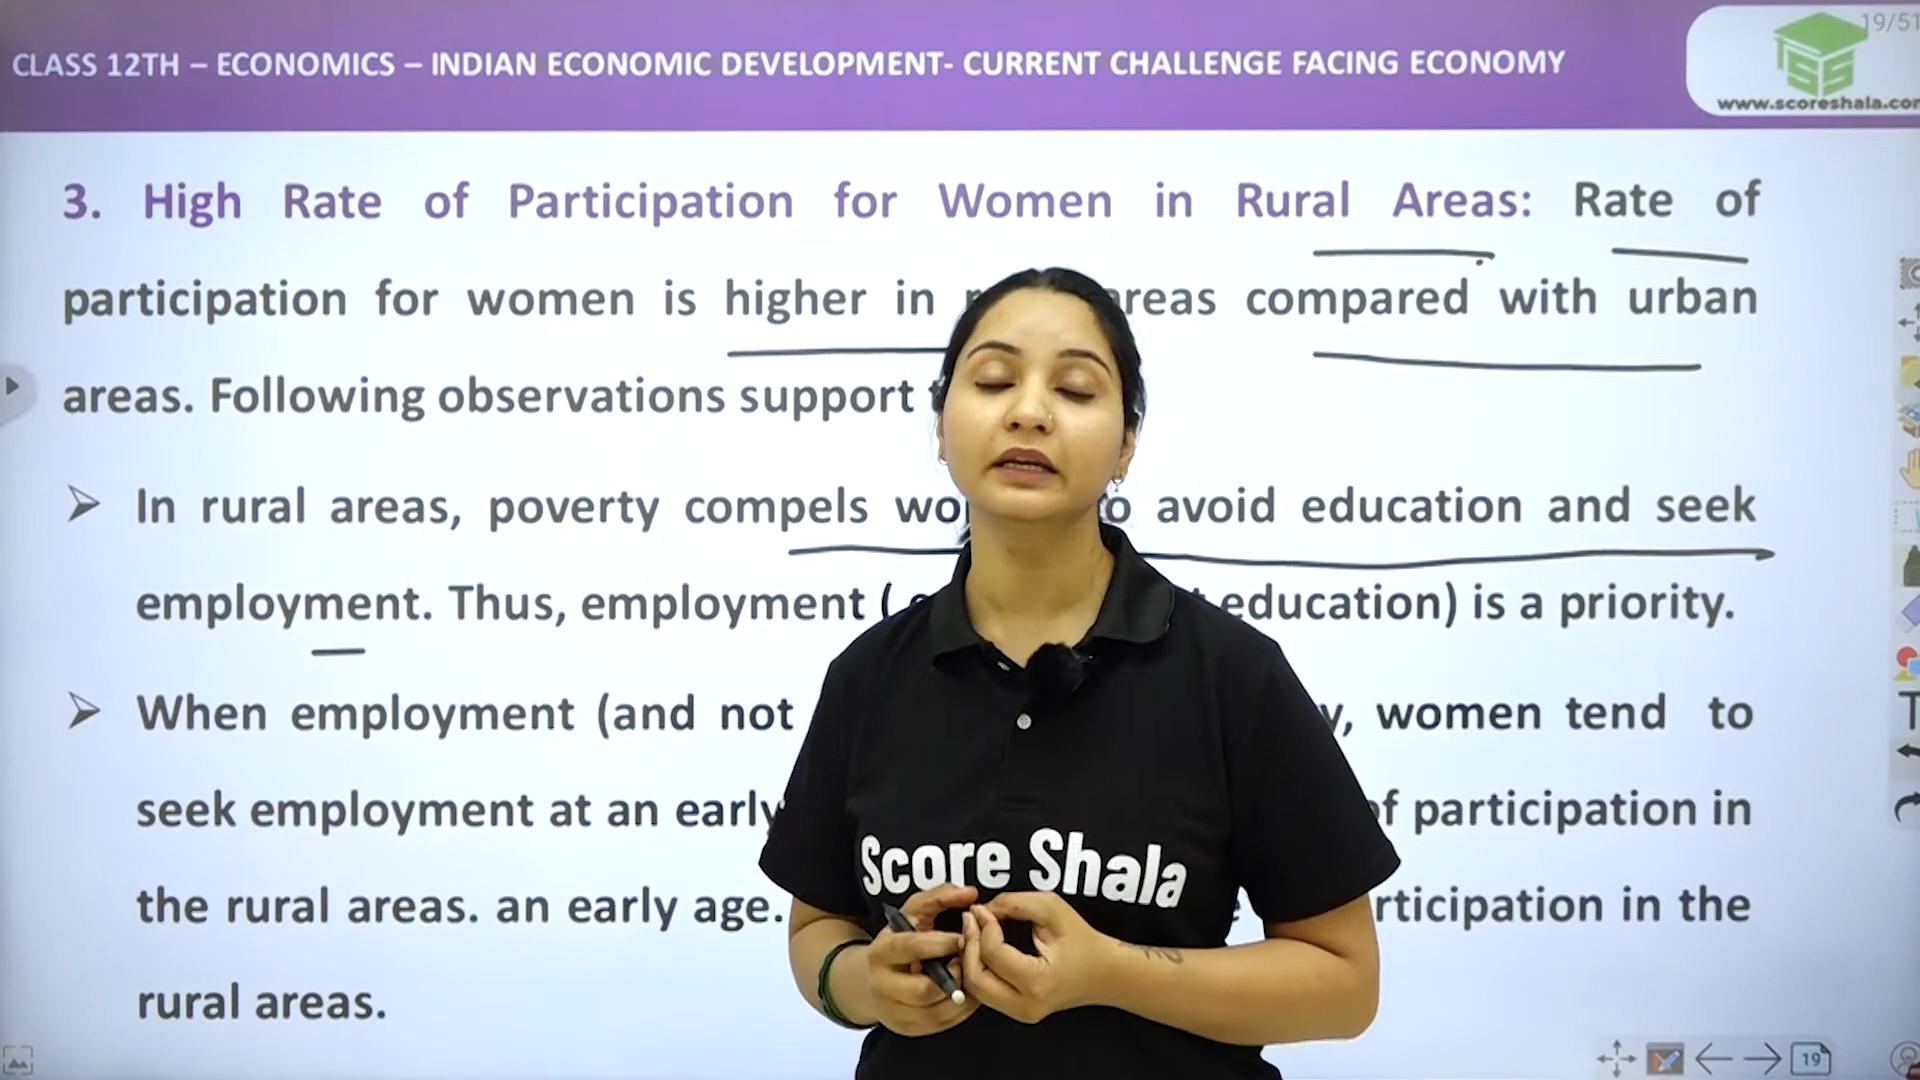 19/51
CLASS 12TH – ECONOMICS – INDIAN ECONOMIC DEVELOPMENT- CURRENT CHALLENGE FACING ECONOMY
SS
www.scoreshala.com
3. High Rate of Participation for Women in Rural Areas: Rate of
participation for women is higher in areas compared with urban
areas. Following observations support
In rural areas, poverty compels to avoid education and seek
employment. Thus, employment ( education) is a priority.
When employment (and not women tend to
seek employment at an early of participation in
the rural areas. an early age. participation in the
rural areas.
Score Shala
T
19